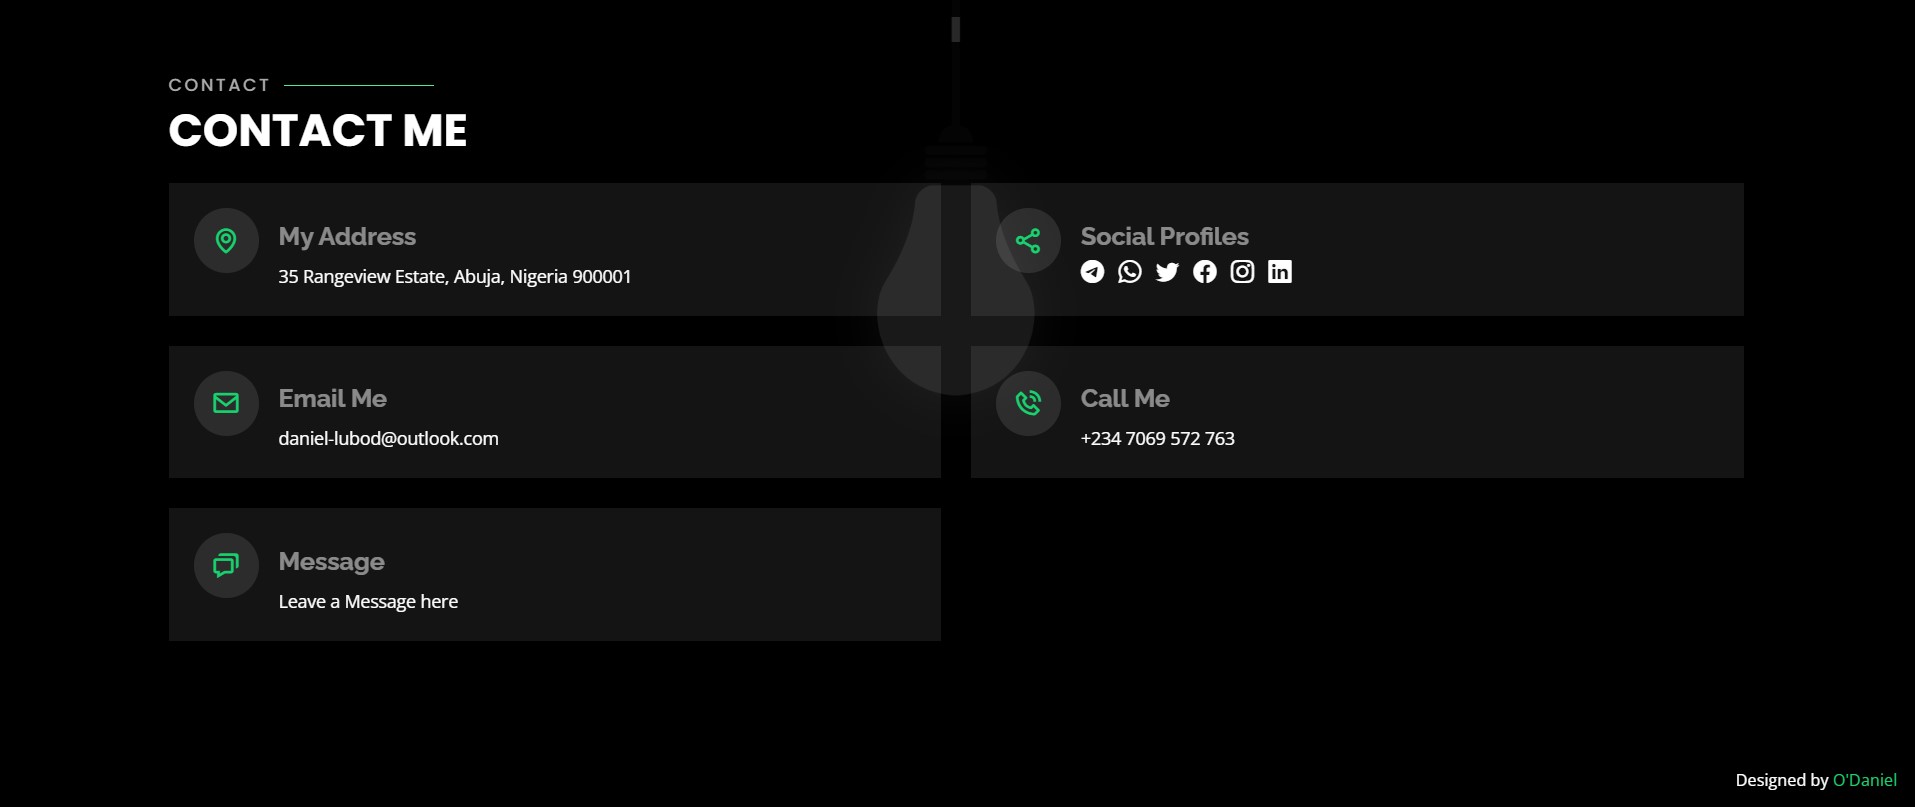 CONTACT
CONTACT ME
My Address
35 Rangeview Estate, Abuja, Nigeria 900001
Social Profiles
Email Me
daniel-lubod@outlook.com
Call Me
+234 7069 572 763
Message
Leave a Message here
Designed by O'Daniel